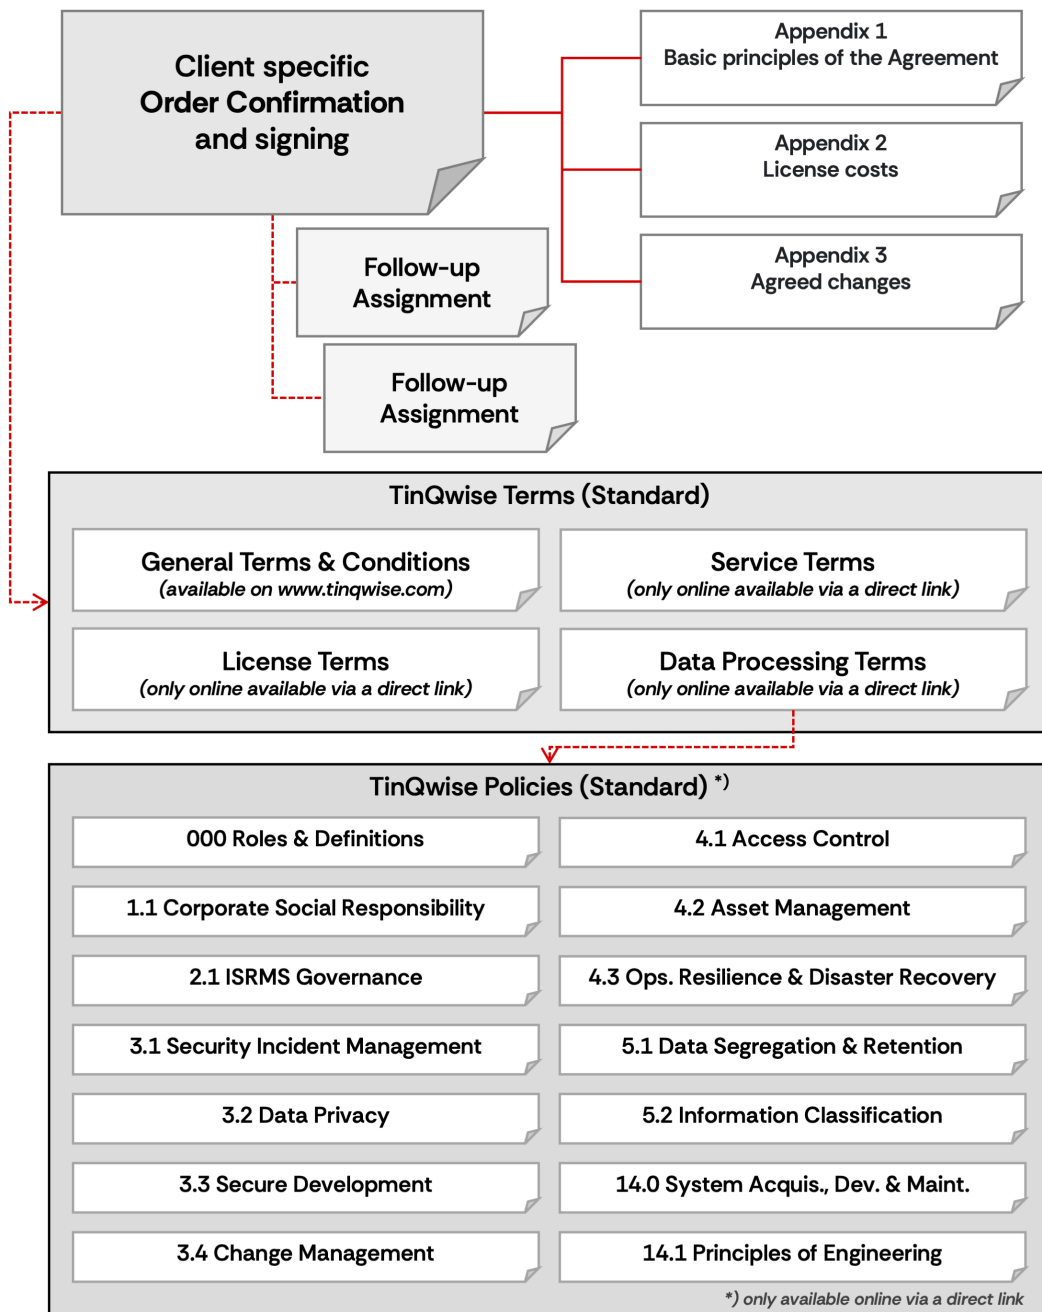 Client specific
Order Confirmation
and signing
Appendix 1
Basic principles of the Agreement
Appendix 2
License costs
Appendix 3
Agreed changes
Follow-up
Assignment
Follow-up
Assignment
TinQwise Terms (Standard)
General Terms & Conditions
(available on www.tinqwise.com)
Service Terms
(only online available via a direct link)
License Terms
(only online available via a direct link)
Data Processing Terms
(only online available via a direct link)
TinQwise Policies (Standard) *)
000 Roles & Definitions
4.1 Access Control
1.1 Corporate Social Responsibility
4.2 Asset Management
2.1 ISRMS Governance
4.3 Ops. Resilience & Disaster Recovery
3.1 Security Incident Management
5.1 Data Segregation & Retention
3.2 Data Privacy
5.2 Information Classification
3.3 Secure Development
14.0 System Acquis., Dev. & Maint.
3.4 Change Management
14.1 Principles of Engineering
*) only available online via a direct link